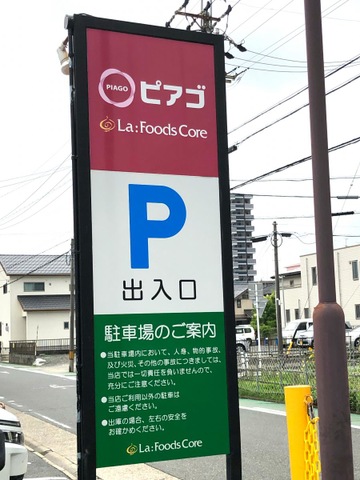 PIAGO
ピアゴ
La:Foods Core
P
出入口
駐車場のご案内
●当駐車場内において、人身、物的事故、
及び火災、その他の事故につきましては、
当店では一切責任を負いませんので、
充分にご注意ください。
●当店ご利用以外の駐車は
ご遠慮ください。
●出庫の場合、左右の安全を
お確かめください。
La:Foods Core